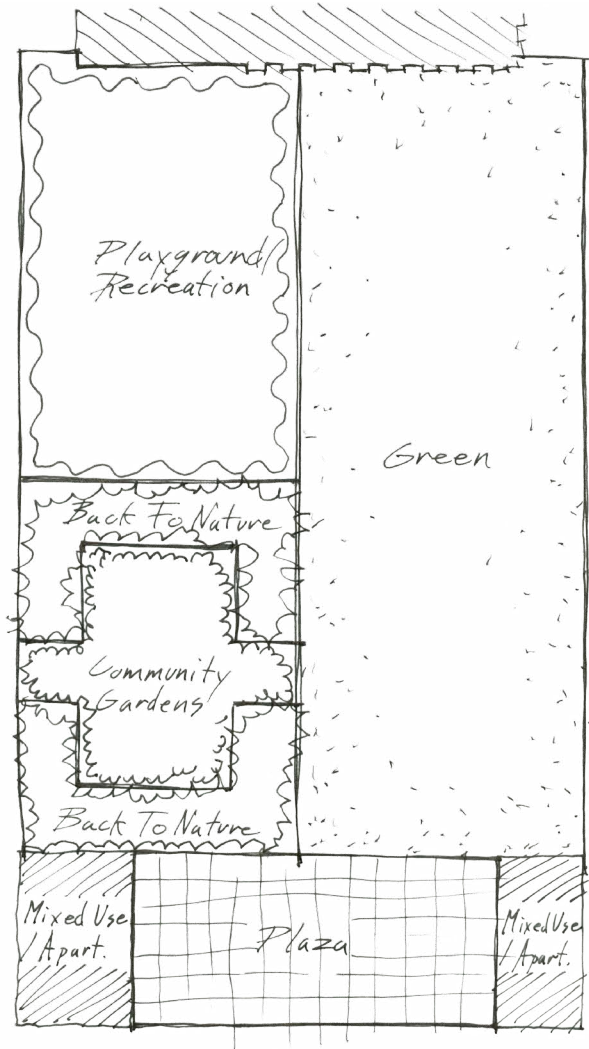 Playground/
Recreation
Green
Back To Nature
Community
Gardens
Back To Nature
Mixed Use
/ Apart.
Plaza
Mixed Use
/ Apart.